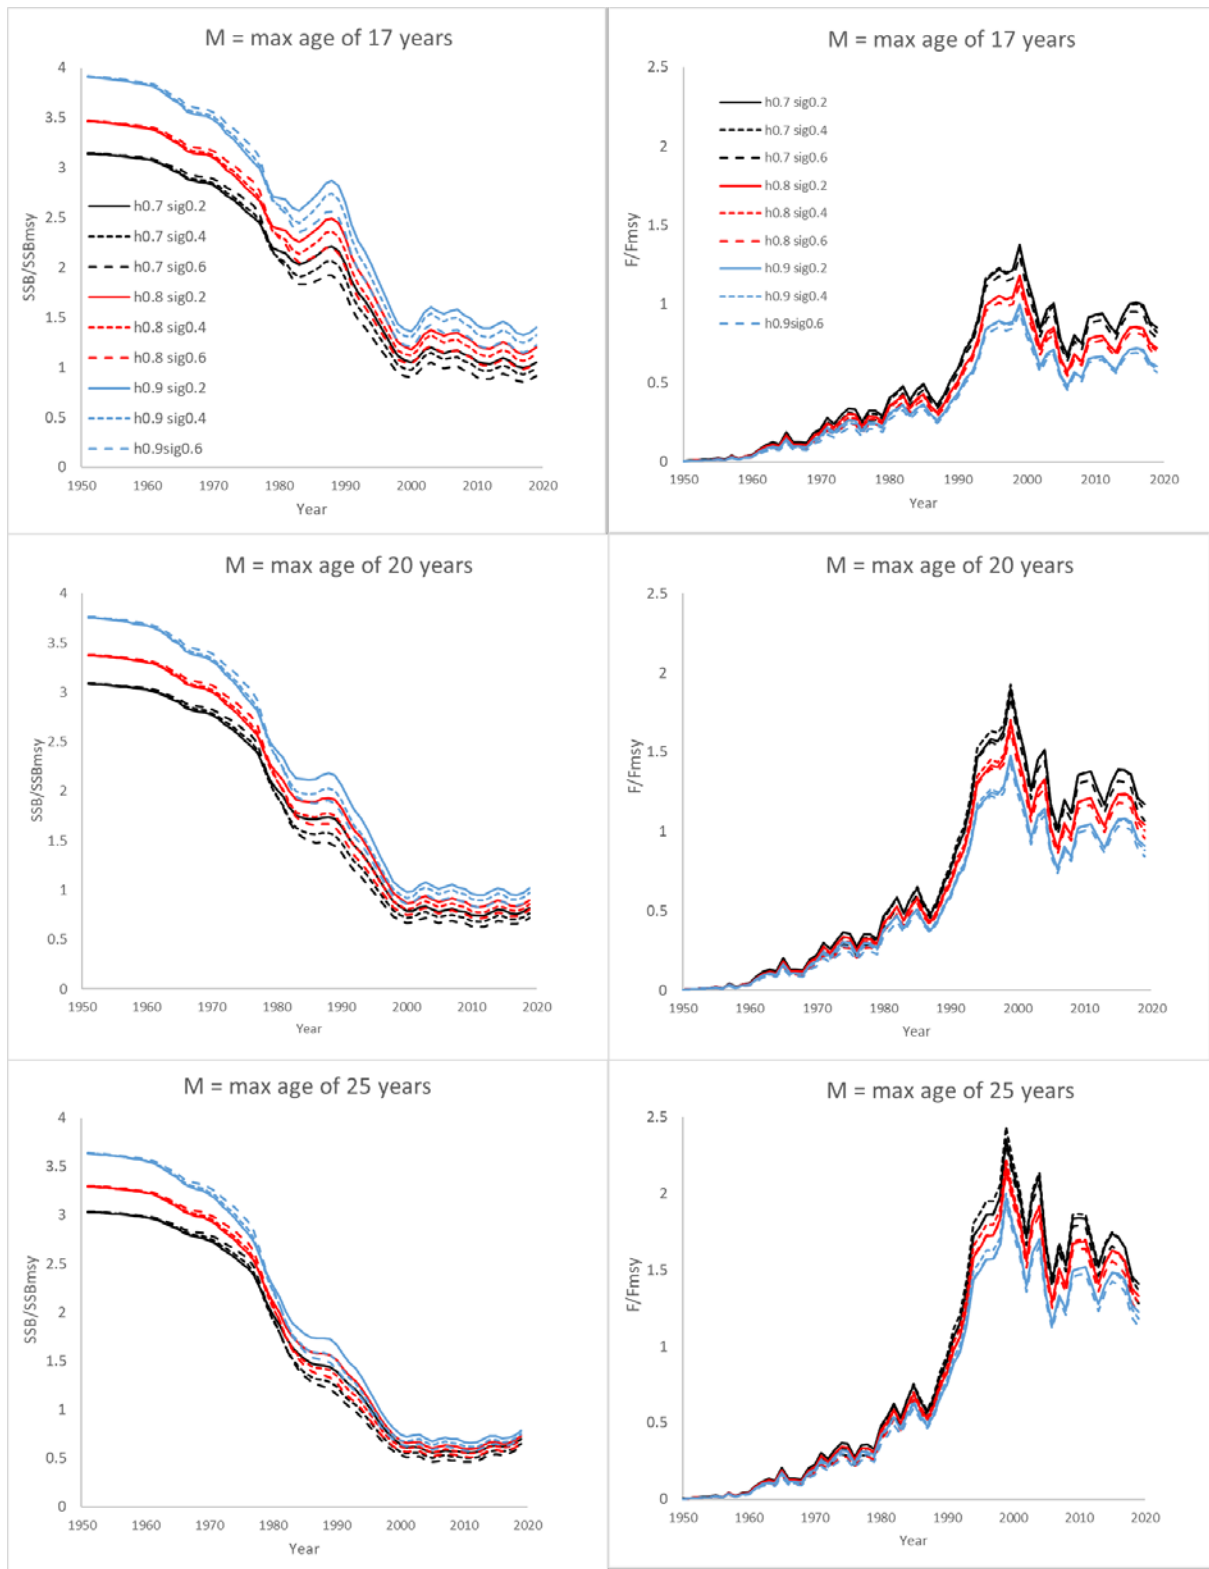 M = max age of 17 years
4
3.5
3
2.5
2
1.5
1
0.5
0
SSB/SSBmsy
h0.7 sig0.2
h0.7 sig0.4
h0.7 sig0.6
h0.8 sig0.2
h0.8 sig0.4
h0.8 sig0.6
h0.9 sig0.2
h0.9 sig0.4
h0.9sig0.6
1950 1960 1970 1980 1990 2000 2010 2020
Year
M = max age of 17 years
2.5
2
1.5
1
0.5
0
F/Fmsy
h0.7 sig0.2
h0.7 sig0.4
h0.7 sig0.6
h0.8 sig0.2
h0.8 sig0.4
h0.8 sig0.6
h0.9 sig0.2
h0.9 sig0.4
h0.9sig0.6
1950 1960 1970 1980 1990 2000 2010 2020
Year
M = max age of 20 years
4
3.5
3
2.5
2
1.5
1
0.5
0
SSB/SSBmsy
1950 1960 1970 1980 1990 2000 2010 2020
Year
M = max age of 20 years
2.5
2
1.5
1
0.5
0
F/Fmsy
1950 1960 1970 1980 1990 2000 2010 2020
Year
M = max age of 25 years
4
3.5
3
2.5
2
1.5
1
0.5
0
SSB/SSBmsy
1950 1960 1970 1980 1990 2000 2010 2020
Year
M = max age of 25 years
2.5
2
1.5
1
0.5
0
F/Fmsy
1950 1960 1970 1980 1990 2000 2010 2020
Year